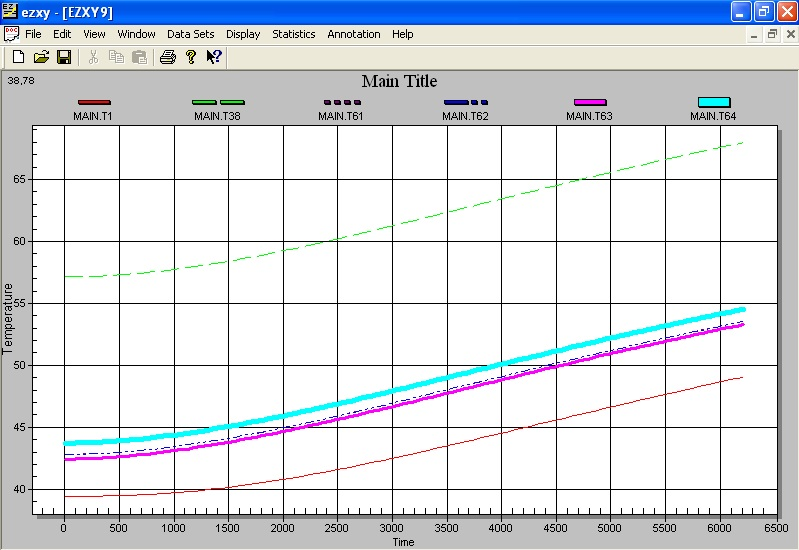 ezxy - [EZXY9]
File Edit View Window Data Sets Display Statistics Annotation Help
38,78
Main Title
MAIN.T1 MAIN.T38 MAIN.T61 MAIN.T62 MAIN.T63 MAIN.T64
65
60
55
50
45
40
Temperature
0 500 1000 1500 2000 2500 3000 3500 4000 4500 5000 5500 6000 6500
Time